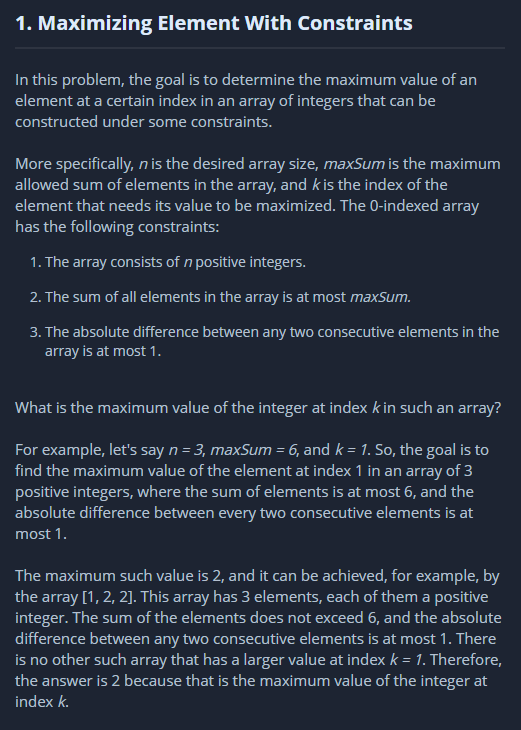 1. Maximizing Element With Constraints
In this problem, the goal is to determine the maximum value of an
element at a certain index in an array of integers that can be
constructed under some constraints.
More specifically, n is the desired array size, maxSum is the maximum
allowed sum of elements in the array, and k is the index of the
element that needs its value to be maximized. The 0-indexed array
has the following constraints:
1. The array consists of n positive integers.
2. The sum of all elements in the array is at most maxSum.
3. The absolute difference between any two consecutive elements in the
array is at most 1.
What is the maximum value of the integer at index k in such an array?
For example, let's say n = 3, maxSum = 6, and k = 1. So, the goal is to
find the maximum value of the element at index 1 in an array of 3
positive integers, where the sum of elements is at most 6, and the
absolute difference between every two consecutive elements is at
most 1.
The maximum such value is 2, and it can be achieved, for example, by
the array [1, 2, 2]. This array has 3 elements, each of them a positive
integer. The sum of the elements does not exceed 6, and the absolute
difference between any two consecutive elements is at most 1. There
is no other such array that has a larger value at index k = 1. Therefore,
the answer is 2 because that is the maximum value of the integer at
index k.